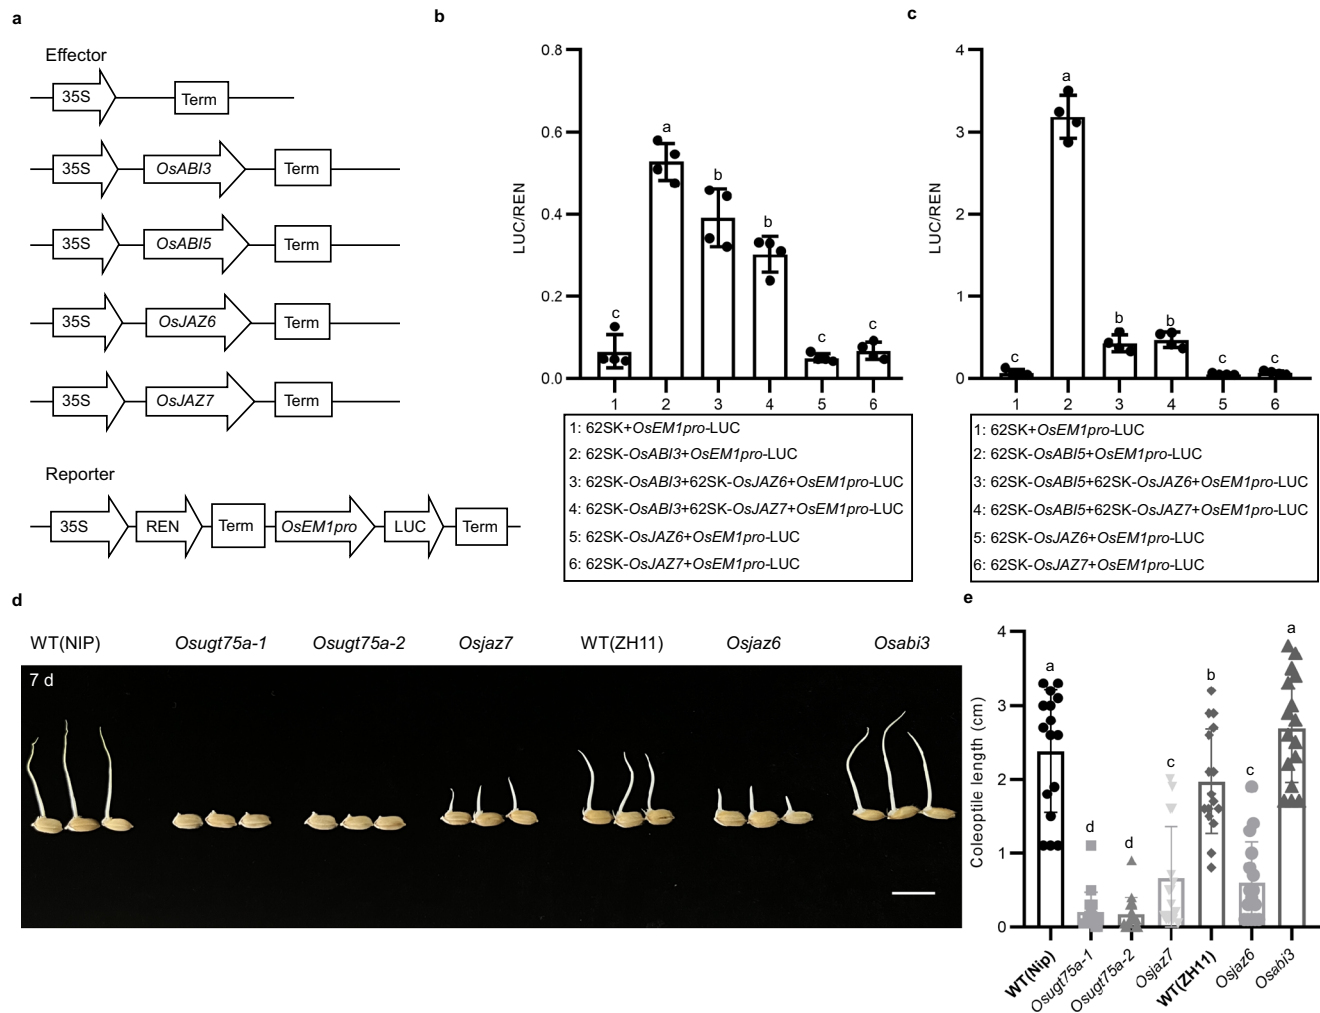 a
Effector
35S Term
35S OsABI3 Term
35S OsABI5 Term
35S OsJAZ6 Term
35S OsJAZ7 Term
Reporter
35S REN Term OsEM1pro LUC Term
b
LUC/REN
0.8
0.6
0.4
0.2
0.0
c
a
b
b
c
c
1 2 3 4 5 6
1: 62SK+OsEM1pro-LUC
2: 62SK-OsABI3+OsEM1pro-LUC
3: 62SK-OsABI3+62SK-OsJAZ6+OsEM1pro-LUC
4: 62SK-OsABI3+62SK-OsJAZ7+OsEM1pro-LUC
5: 62SK-OsJAZ6+OsEM1pro-LUC
6: 62SK-OsJAZ7+OsEM1pro-LUC
c
LUC/REN
4
3
2
1
0
c
a
b
b
c
c
1 2 3 4 5 6
1: 62SK+OsEM1pro-LUC
2: 62SK-OsABI5+OsEM1pro-LUC
3: 62SK-OsABI5+62SK-OsJAZ6+OsEM1pro-LUC
4: 62SK-OsABI5+62SK-OsJAZ7+OsEM1pro-LUC
5: 62SK-OsJAZ6+OsEM1pro-LUC
6: 62SK-OsJAZ7+OsEM1pro-LUC
d
WT(NIP) Osugt75a-1 Osugt75a-2 Osjaz7 WT(ZH11) Osjaz6 Osabi3
7 d
e
Coleoptile length (cm)
4
3
2
1
0
a
d
d
c
b
c
a
WT(Nip)
Osugt75a-1
Osugt75a-2
Osjaz7
WT(ZH11)
Osjaz6
Osabi3